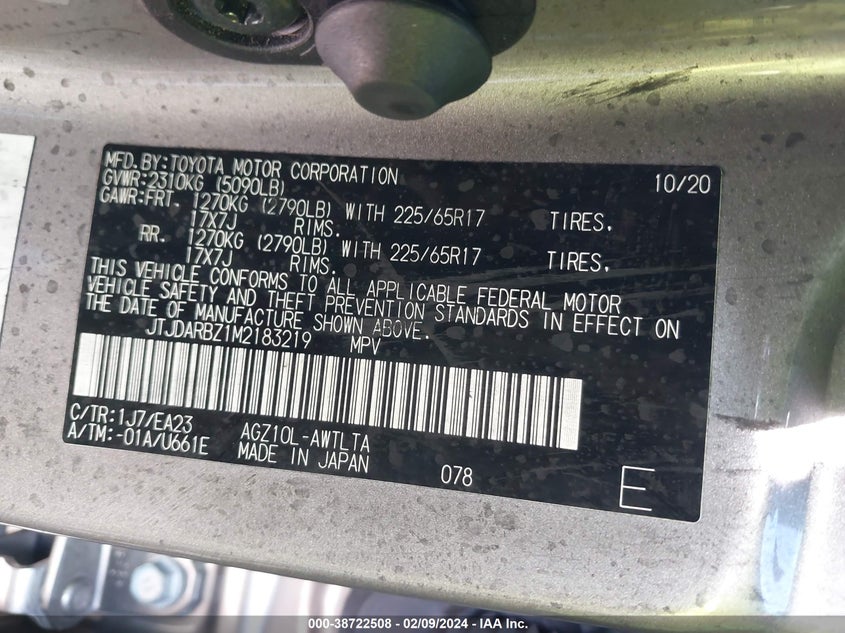 MFD.BY:TOYOTA MOTOR CORPORATION 10/20
GVWR:2310KG (5090LB)
GAWR:FRT. 1270KG (2790LB) WITH 225/65R17 TIRES,
17X7J RIMS.
RR. 1270KG (2790LB) WITH 225/65R17 TIRES,
17X7J RIMS.
THIS VEHICLE CONFORMS TO ALL APPLICABLE FEDERAL MOTOR
VEHICLE SAFETY AND THEFT PREVENTION STANDARDS IN EFFECT ON
THE DATE OF MANUFACTURE SHOWN ABOVE.
JTJDARBZ1M2183219 MPV
C/TR:1J7/EA23 AGZ10L-AWTLTA
A/TM:-01A/U661E MADE IN JAPAN 078 E
000-38722508 - 02/09/2024 - IAA Inc.